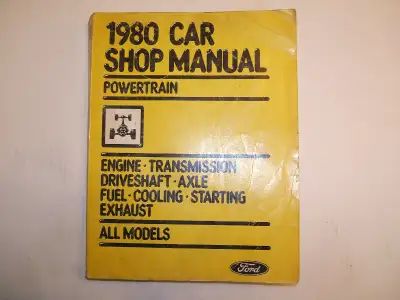 1980 CAR
SHOP MANUAL
POWERTRAIN
ENGINE · TRANSMISSION
DRIVESHAFT · AXLE
FUEL · COOLING · STARTING
EXHAUST
ALL MODELS
Ford